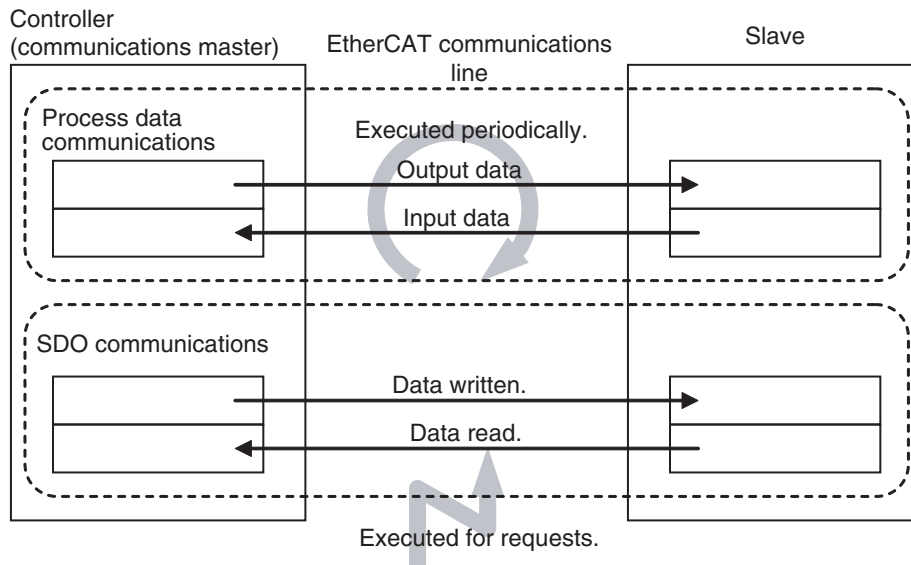 Controller
(communications master)
EtherCAT communications
line
Slave
Process data
communications
Executed periodically.
Output data
Input data
SDO communications
Data written.
Data read.
Executed for requests.